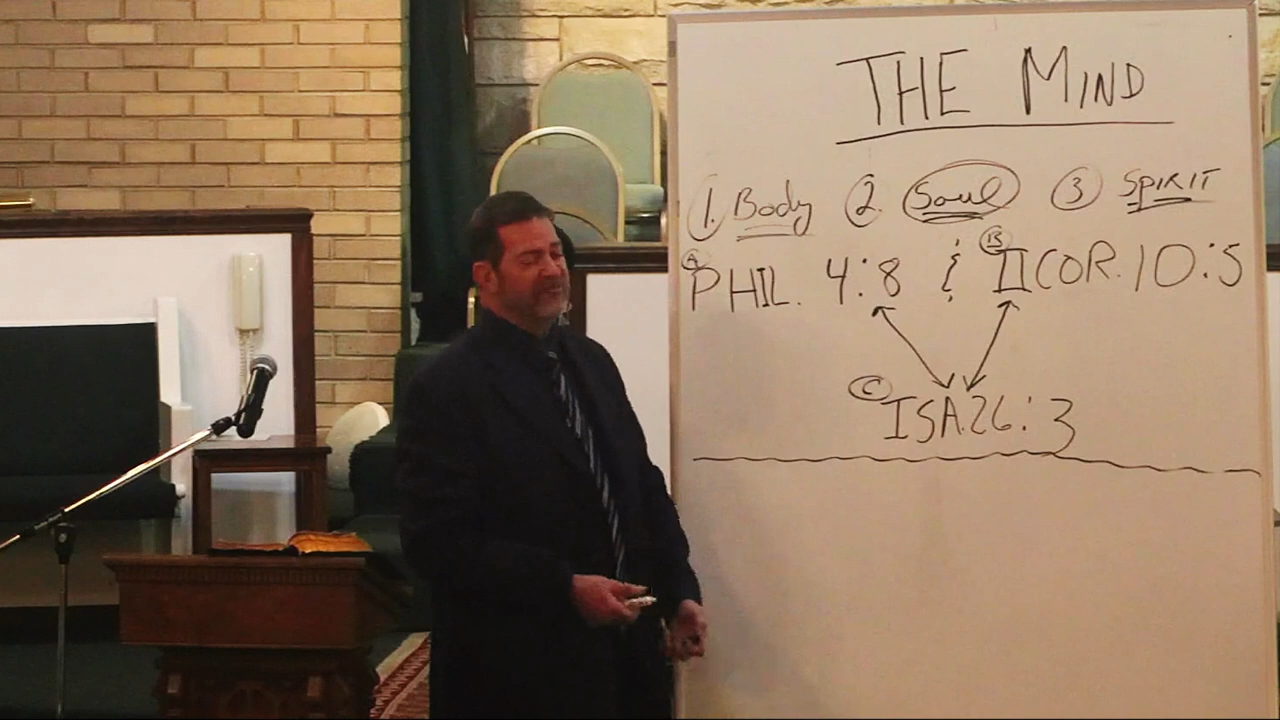 THE MIND
1. Body 2. Soul 3 SPIRIT
A PHIL. 4:8 & B II COR. 10:5
C ISA. 26:3